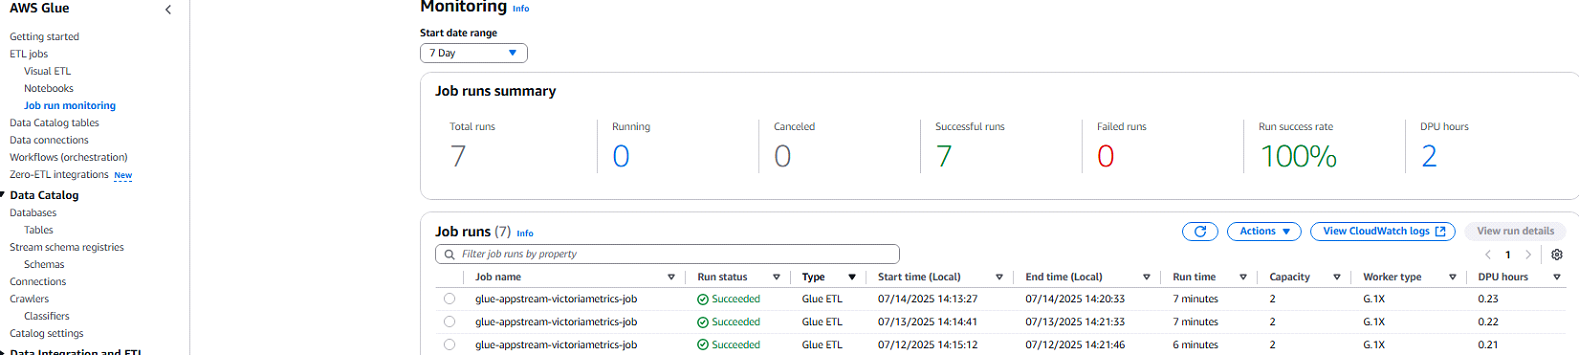 AWS Glue
Getting started
ETL jobs
Visual ETL
Notebooks
Job run monitoring
Data Catalog tables
Data connections
Workflows (orchestration)
Zero-ETL integrations New
Data Catalog
Databases
Tables
Stream schema registries
Schemas
Connections
Crawlers
Classifiers
Catalog settings
Data Integration and ETL
Monitoring Info
Start date range
7 Day
Job runs summary
Total runs Running Canceled Successful runs Failed runs Run success rate DPU hours
7 0 0 7 0 100% 2
Job runs (7) Info
Actions View CloudWatch logs View run details
Filter job runs by property
1
Job name Run status Type Start time (Local) End time (Local) Run time Capacity Worker type DPU hours
glue-appstream-victoriametrics-job Succeeded Glue ETL 07/14/2025 14:13:27 07/14/2025 14:20:33 7 minutes 2 G.1X 0.23
glue-appstream-victoriametrics-job Succeeded Glue ETL 07/13/2025 14:14:41 07/13/2025 14:21:33 7 minutes 2 G.1X 0.22
glue-appstream-victoriametrics-job Succeeded Glue ETL 07/12/2025 14:15:12 07/12/2025 14:21:46 6 minutes 2 G.1X 0.21